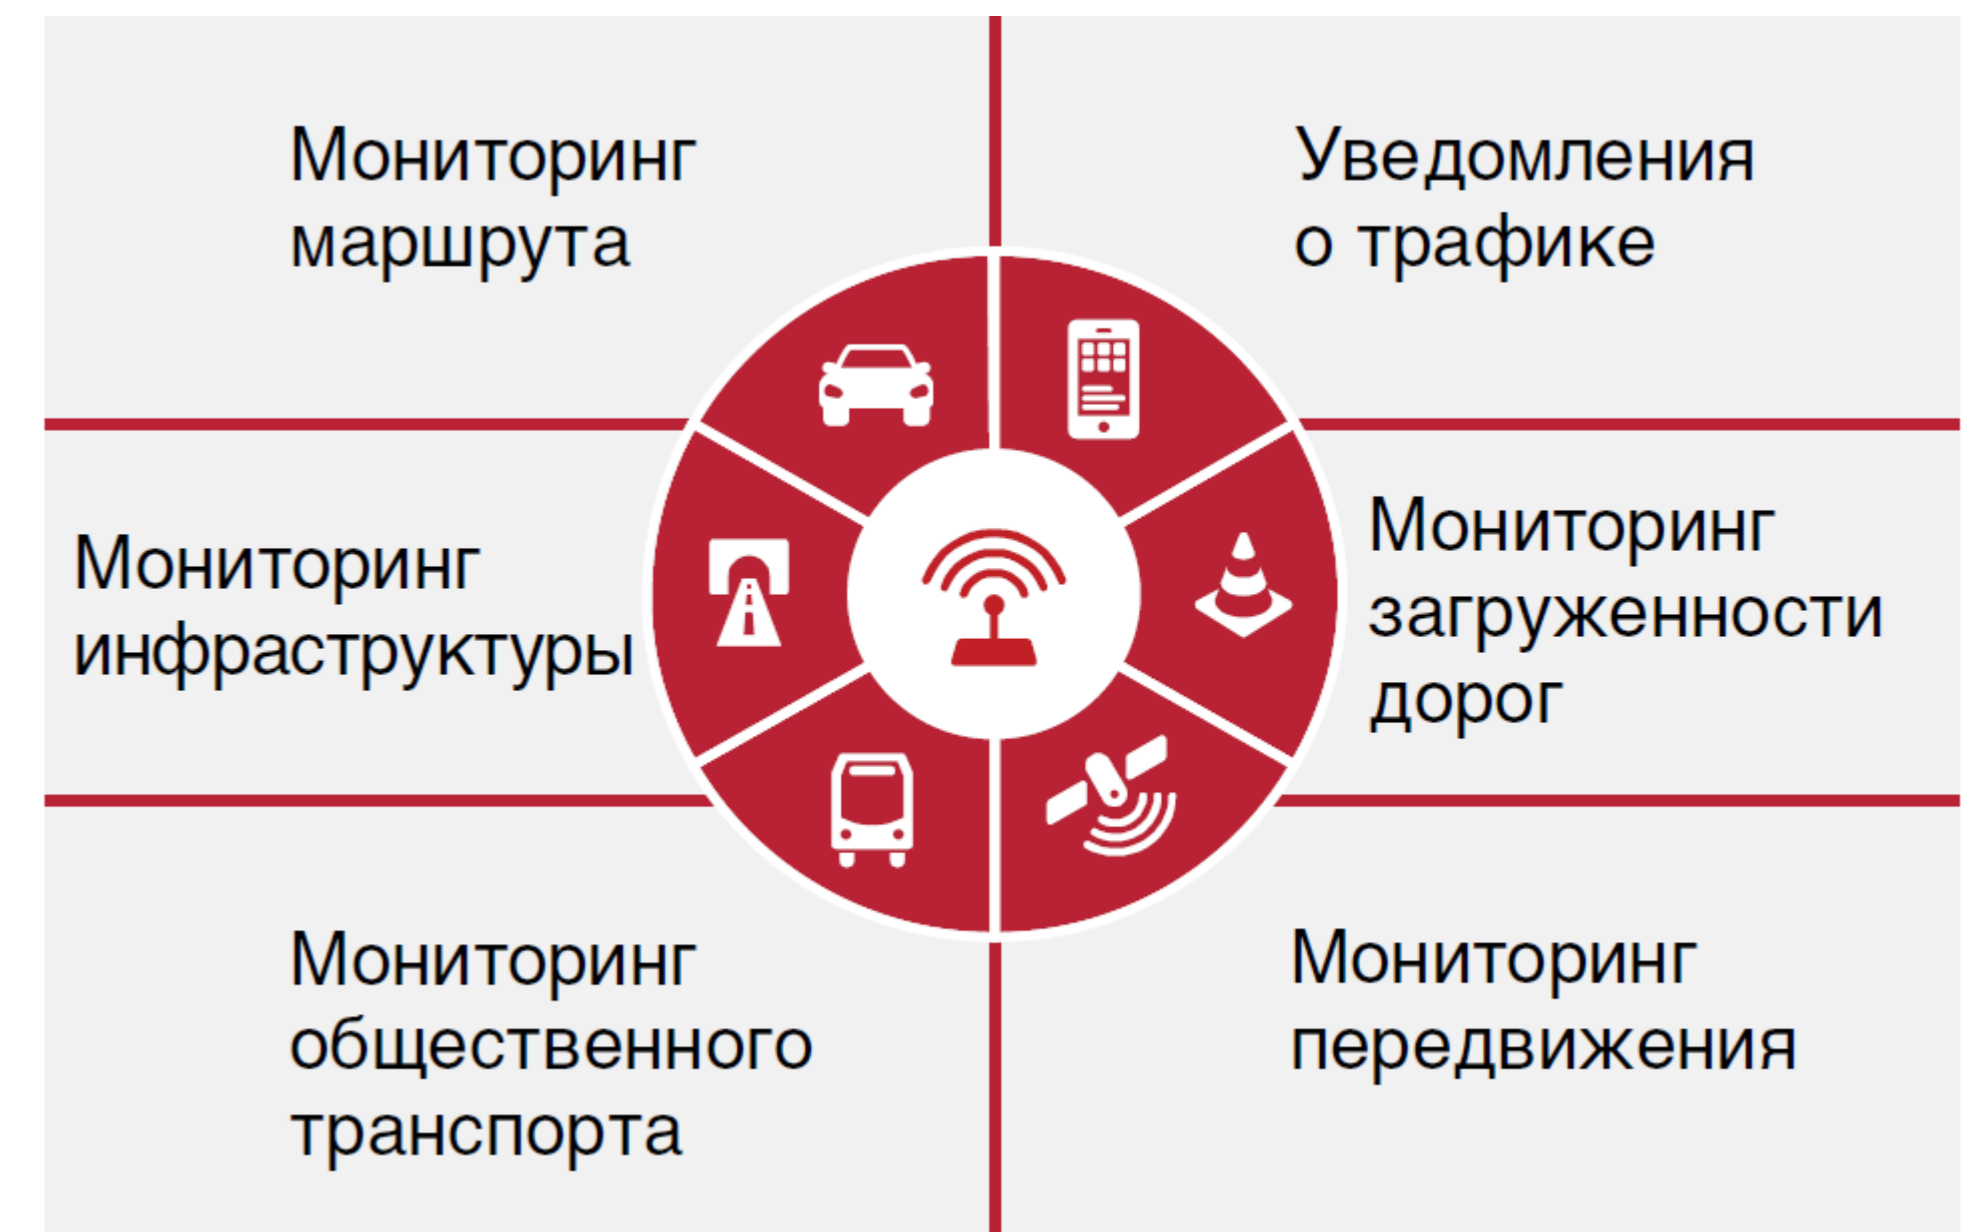 Мониторинг
маршрута
Уведомления
о трафике
Мониторинг
инфраструктуры
Мониторинг
загруженности
дорог
Мониторинг
общественного
транспорта
Мониторинг
передвижения